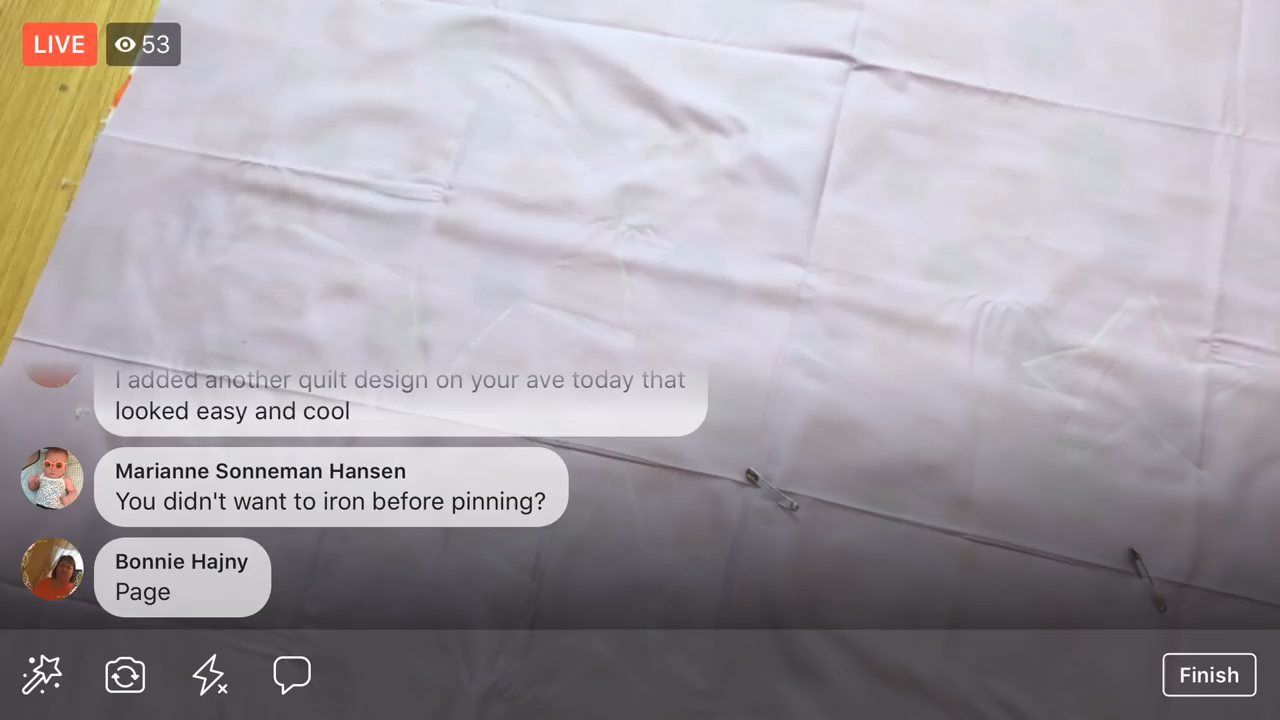 LIVE
53
I added another quilt design on your ave today that
looked easy and cool
Marianne Sonneman Hansen
You didn't want to iron before pinning?
Bonnie Hajny
Page
Finish